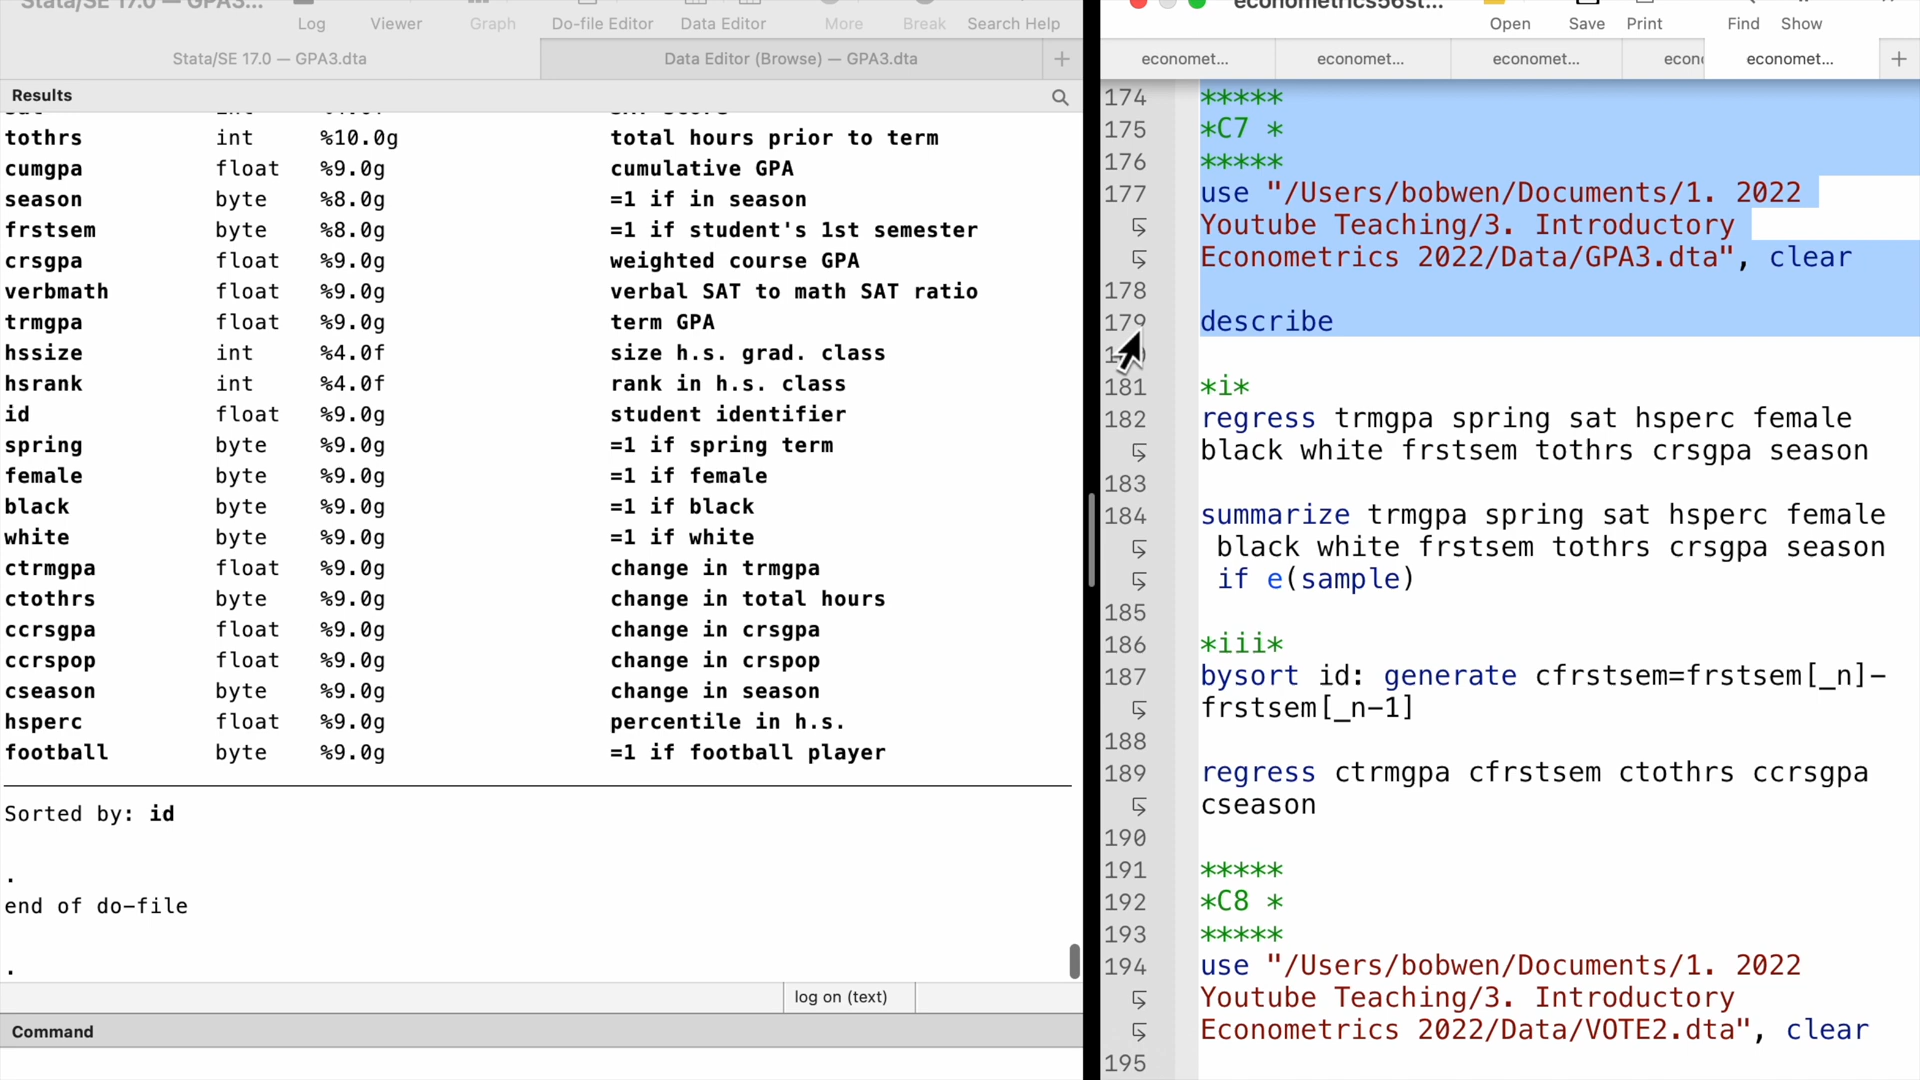 Stata/SE 17.0 — GPA3...
Log Viewer Graph Do-file Editor Data Editor More Break Search Help
Stata/SE 17.0 — GPA3.dta
Data Editor (Browse) — GPA3.dta
Results
tothrs int %10.0g total hours prior to term
cumgpa float %9.0g cumulative GPA
season byte %8.0g =1 if in season
frstsem byte %8.0g =1 if student's 1st semester
crsgpa float %9.0g weighted course GPA
verbmath float %9.0g verbal SAT to math SAT ratio
trmgpa float %9.0g term GPA
hssize int %4.0f size h.s. grad. class
hsrank int %4.0f rank in h.s. class
id float %9.0g student identifier
spring byte %9.0g =1 if spring term
female byte %9.0g =1 if female
black byte %9.0g =1 if black
white byte %9.0g =1 if white
ctrmgpa float %9.0g change in trmgpa
ctothrs byte %9.0g change in total hours
ccrsgpa float %9.0g change in crsgpa
ccrspop float %9.0g change in crspop
cseason byte %9.0g change in season
hsperc float %9.0g percentile in h.s.
football byte %9.0g =1 if football player
Sorted by: id
.
end of do-file
.
log on (text)
Command
econometrics56st...
Open Save Print Find Show
economet... economet... economet... econ economet...
174 *****
175 *C7 *
176 *****
177 use "/Users/bobwen/Documents/1. 2022
Youtube Teaching/3. Introductory
Econometrics 2022/Data/GPA3.dta", clear
178
179 describe
181 *i*
182 regress trmgpa spring sat hsperc female
black white frstsem tothrs crsgpa season
183
184 summarize trmgpa spring sat hsperc female
black white frstsem tothrs crsgpa season
if e(sample)
185
186 *iii*
187 bysort id: generate cfrstsem=frstsem[_n]-
frstsem[_n-1]
188
189 regress ctrmgpa cfrstsem ctothrs ccrsgpa
cseason
190
191 *****
192 *C8 *
193 *****
194 use "/Users/bobwen/Documents/1. 2022
Youtube Teaching/3. Introductory
Econometrics 2022/Data/VOTE2.dta", clear
195